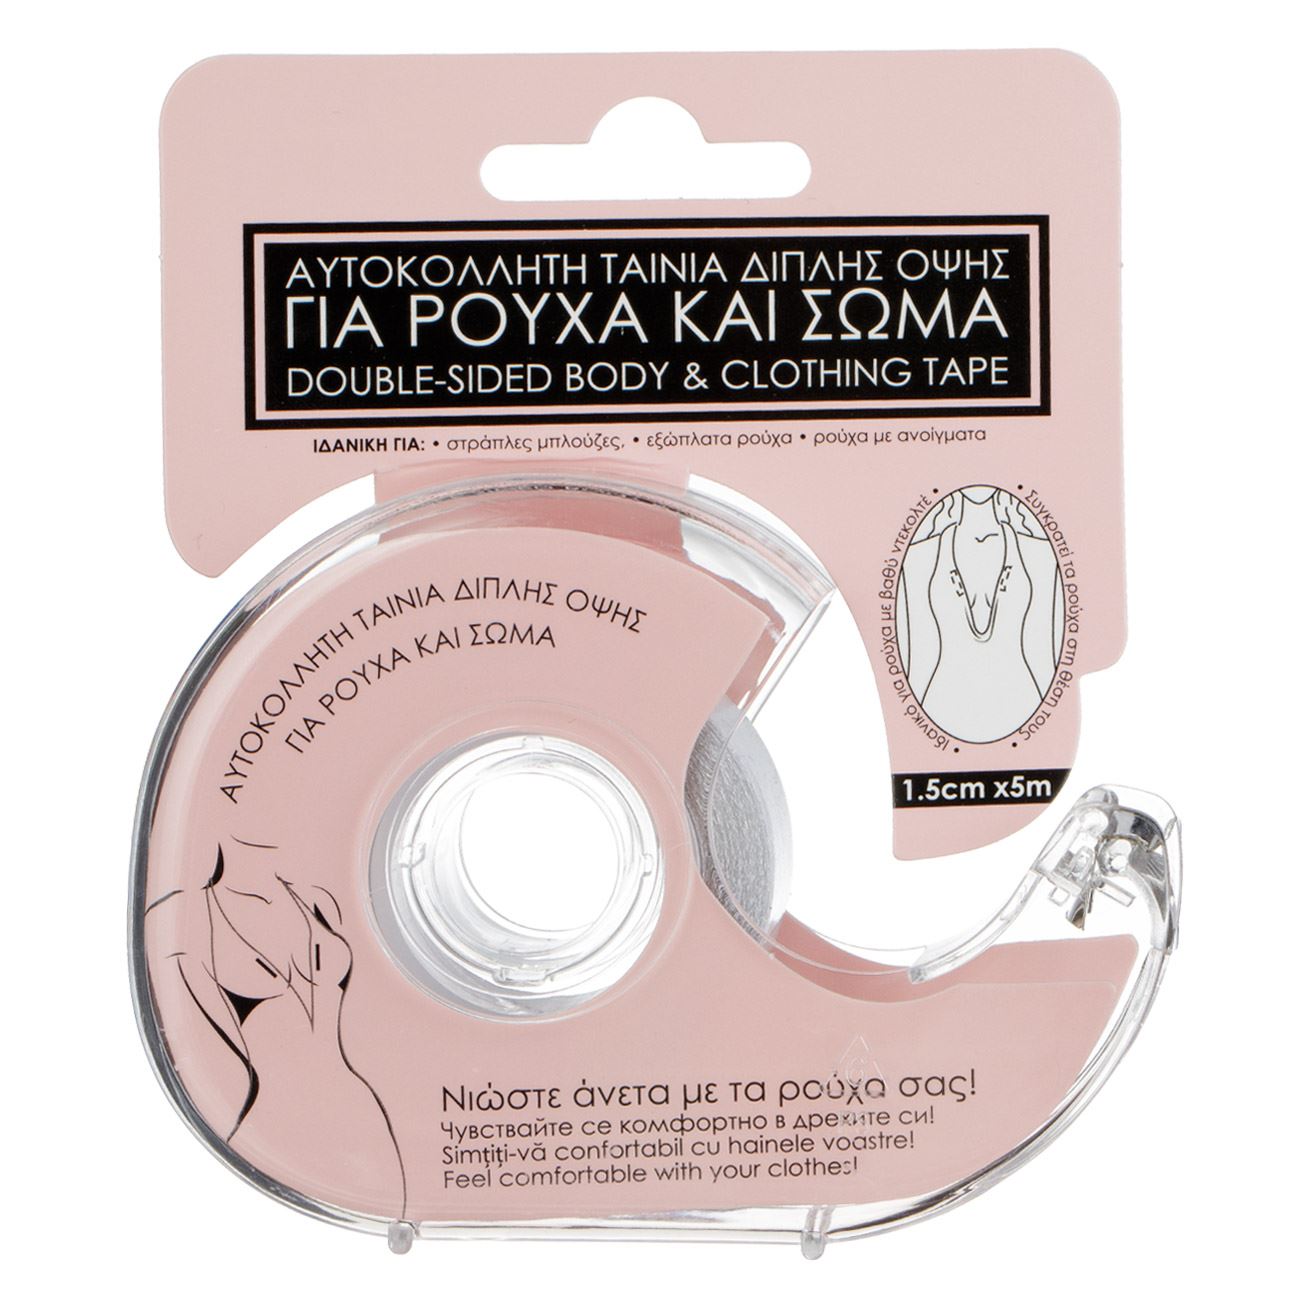 ΑΥΤΟΚΟΛΛΗΤΗ ΤΑΙΝΙΑ ΔΙΠΛΗΣ ΟΨΗΣ
ΓΙΑ ΡΟΥΧΑ ΚΑΙ ΣΩΜΑ
DOUBLE-SIDED BODY & CLOTHING TAPE
ΙΔΑΝΙΚΗ ΓΙΑ: • στράπλες μπλούζες, • εξώπλατα ρούχα • ρούχα με ανοίγματα
• Ιδανικό για ρούχα με βαθύ ντεκολτέ •
• Συγκρατεί τα ρούχα στη θέση τους •
1.5cm x5m
ΑΥΤΟΚΟΛΛΗΤΗ ΤΑΙΝΙΑ ΔΙΠΛΗΣ ΟΨΗΣ
ΓΙΑ ΡΟΥΧΑ ΚΑΙ ΣΩΜΑ
Νιώστε άνετα με τα ρούχα σας!
Чувствайте се комфортно в дрехите си!
Simțiți-vă confortabil cu hainele voastre!
Feel comfortable with your clothes!